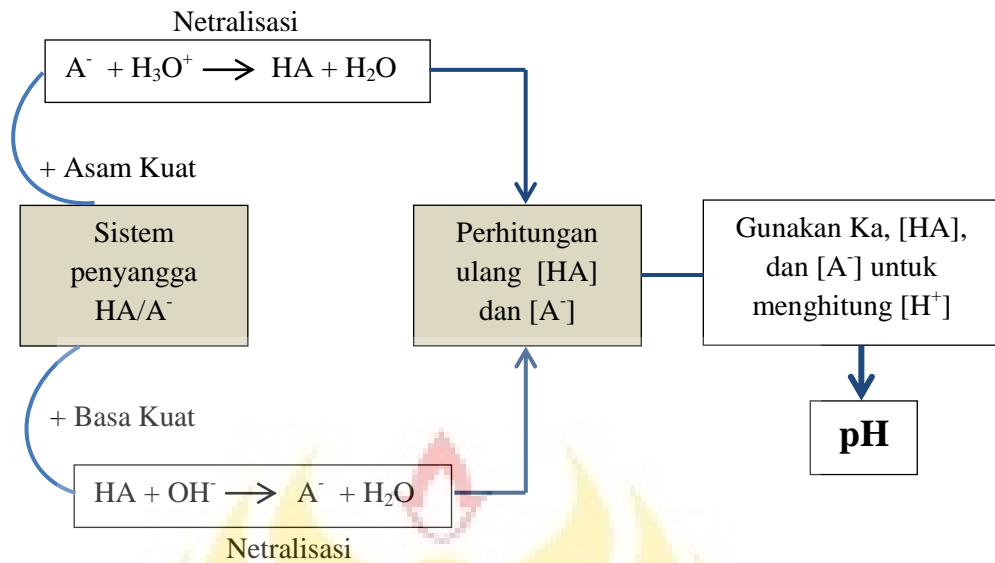 Netralisasi
A⁻ + H₃O⁺ ⟶ HA + H₂O
+ Asam Kuat
Sistem
penyangga
HA/A⁻
Perhitungan
ulang [HA]
dan [A⁻]
Gunakan Ka, [HA],
dan [A⁻] untuk
menghitung [H⁺]
+ Basa Kuat
pH
HA + OH⁻ ⟶ A⁻ + H₂O
Netralisasi